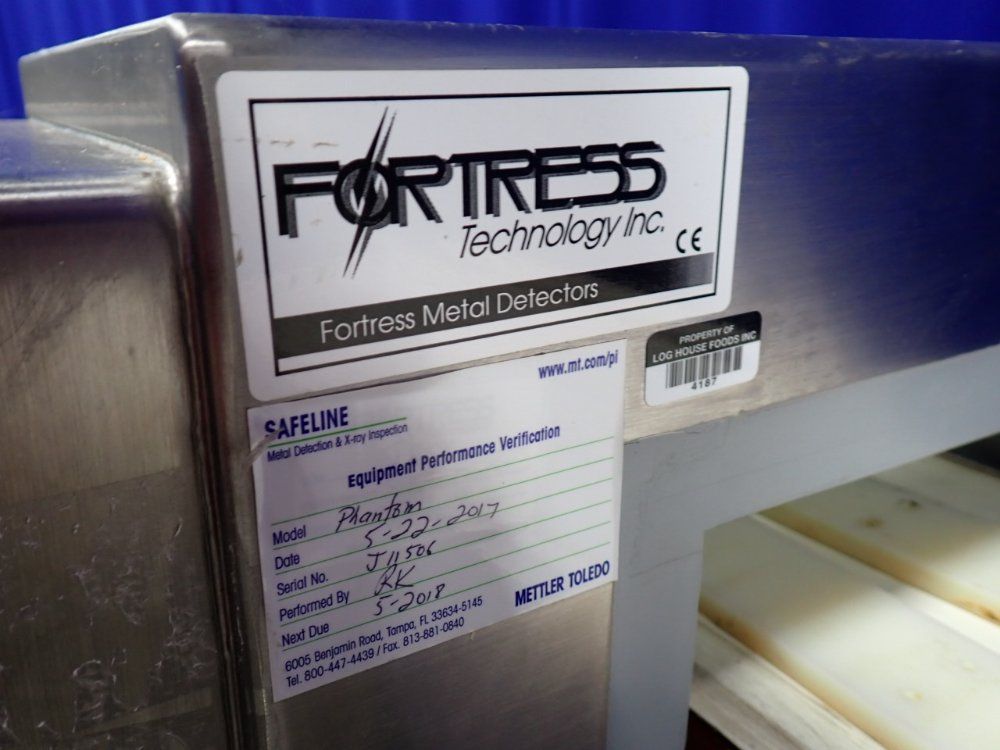 FORTRESS
Technology Inc.
CE
Fortress Metal Detectors
PROPERTY OF
LOG HOUSE FOODS INC
4187
www.mt.com/pi
SAFELINE
Metal Detection & X-ray Inspection
Equipment Performance Verification
Model Phantom
Date 5-22-2017
Serial No. J11506
Performed By RK
Next Due 5-2018
METTLER TOLEDO
6005 Benjamin Road, Tampa, FL 33634-5145
Tel. 800-447-4439 / Fax. 813-881-0840